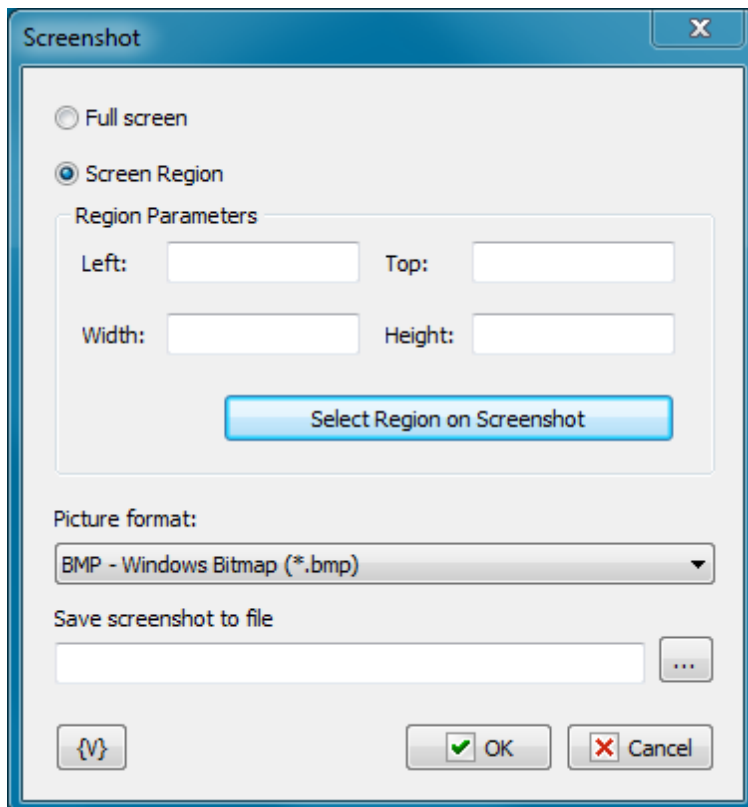 Screenshot
Full screen
Screen Region
Region Parameters
Left: Top:
Width: Height:
Select Region on Screenshot
Picture format:
BMP - Windows Bitmap (*.bmp)
Save screenshot to file
...
{V} OK Cancel